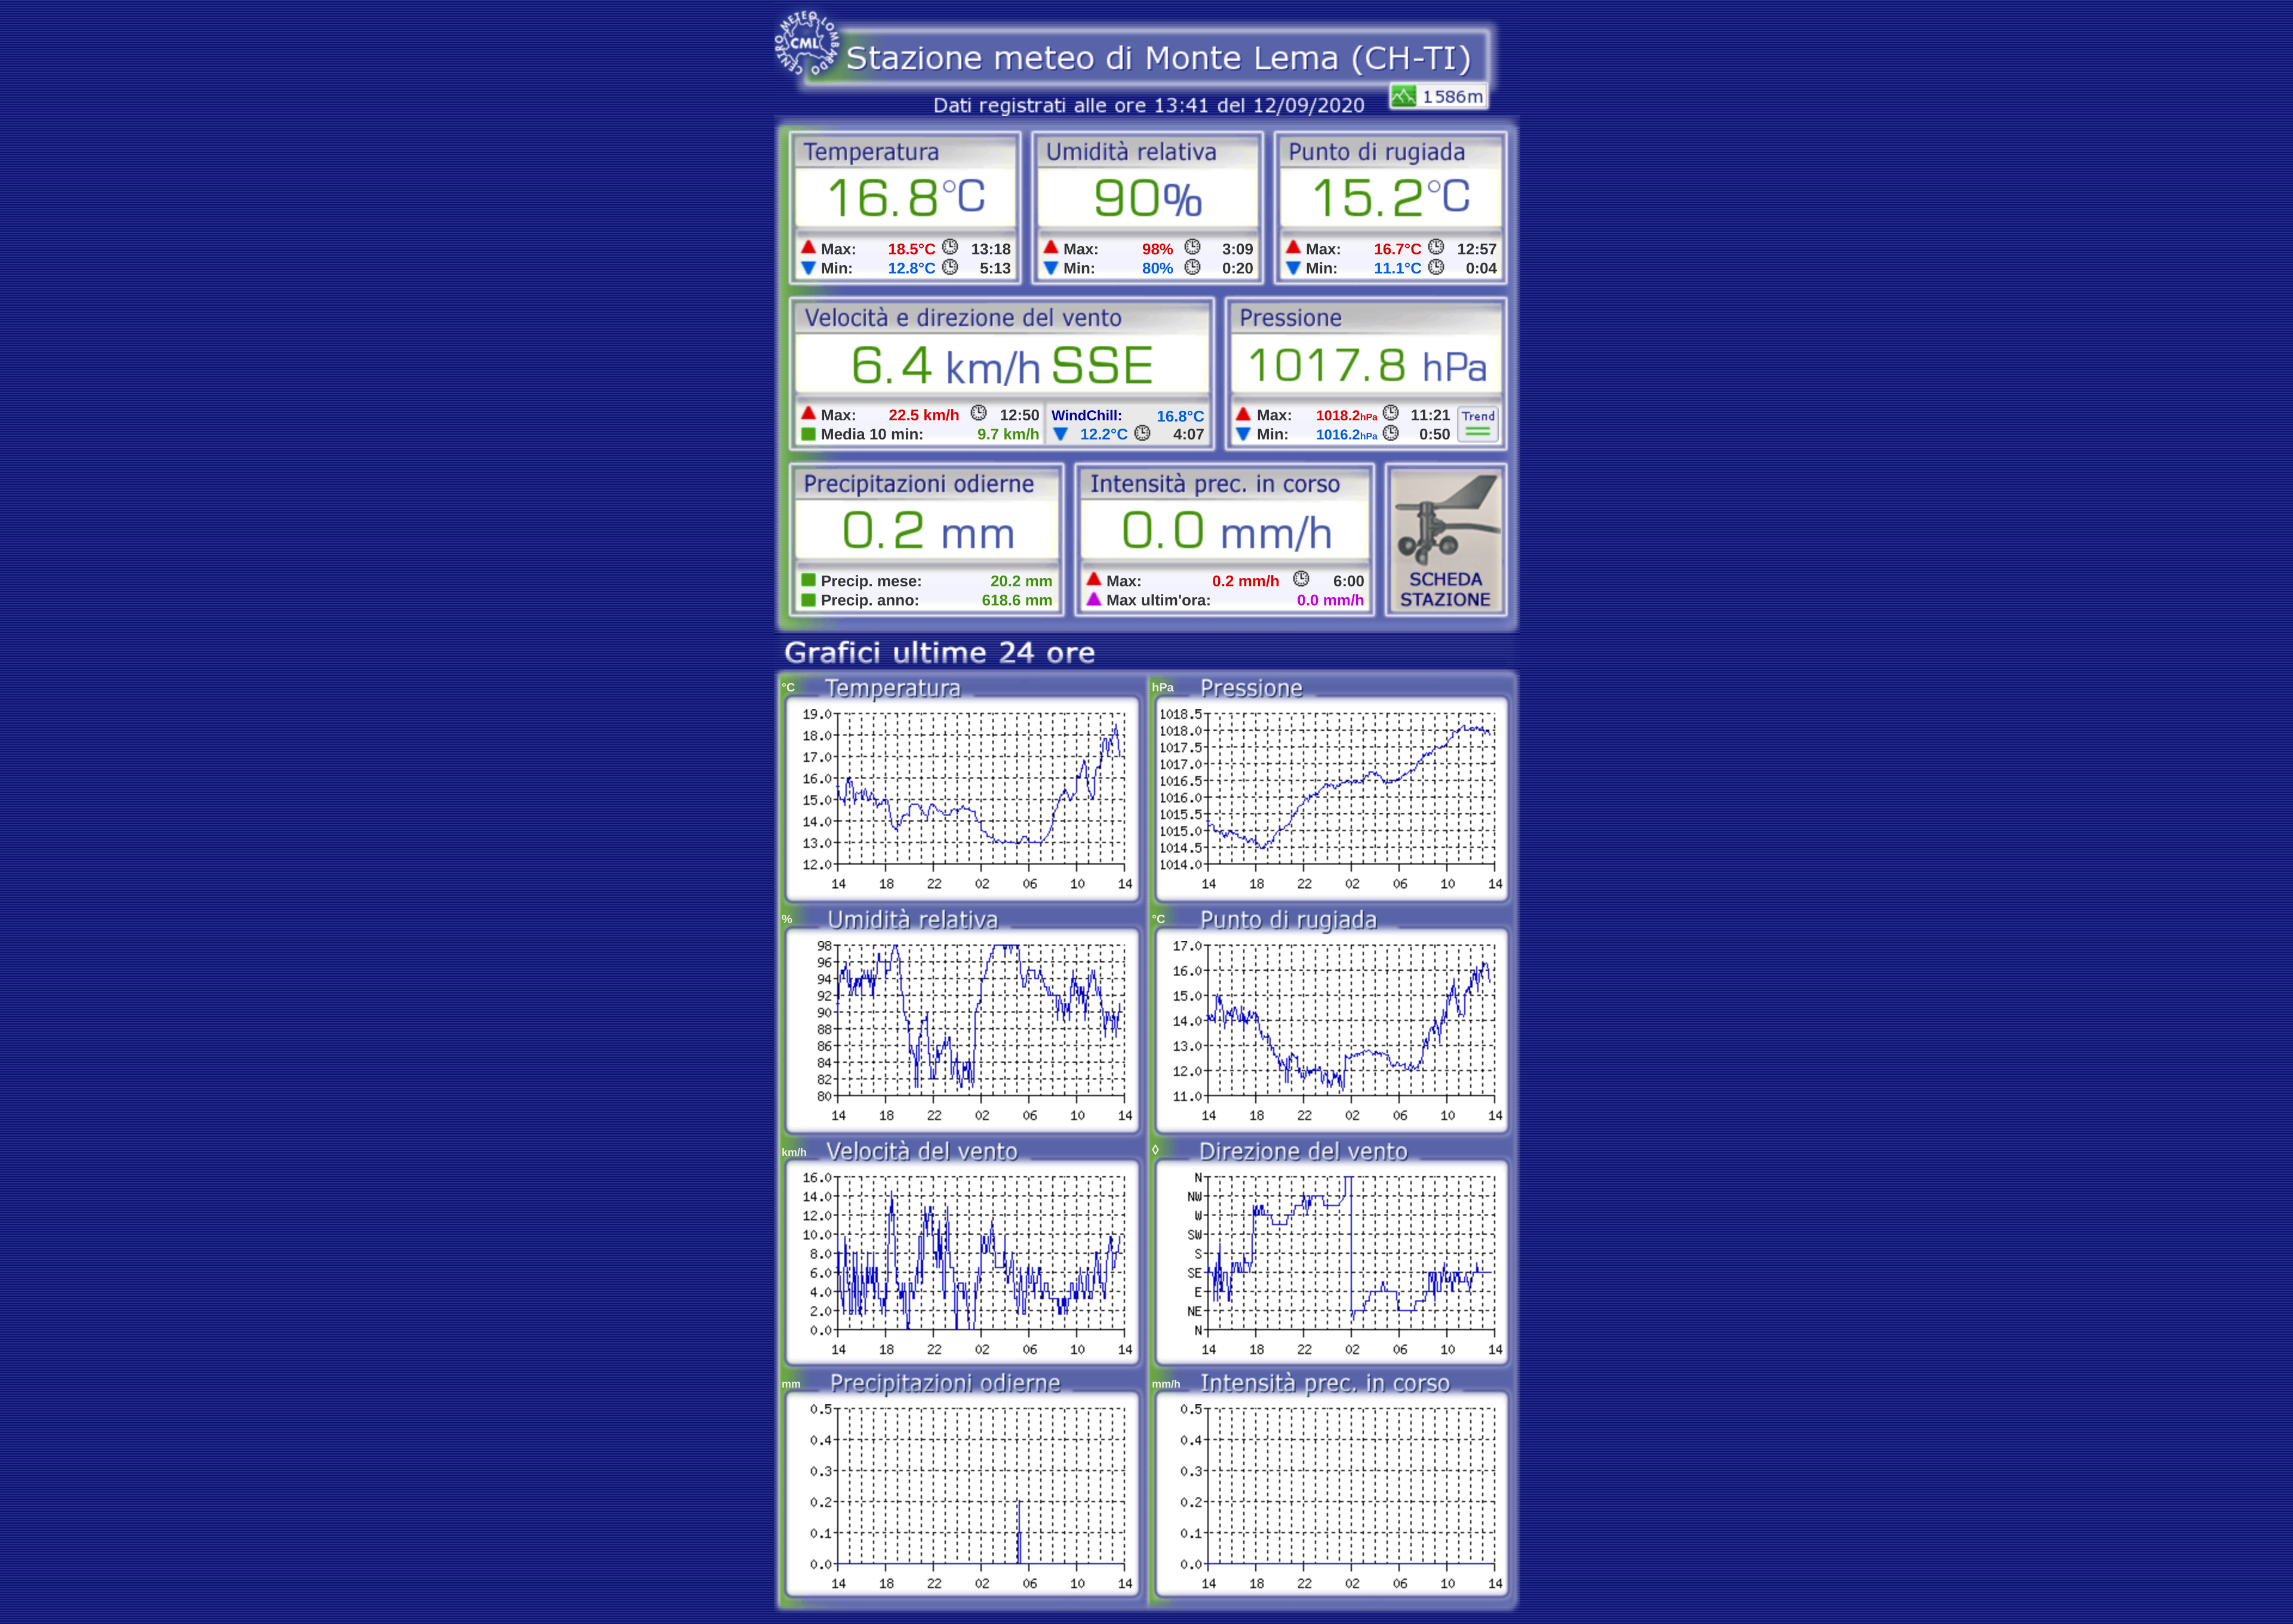 CENTRO METEO LOMBARDO
CML
Stazione meteo di Monte Lema (CH-TI)
1586m
Dati registrati alle ore 13:41 del 12/09/2020
Temperatura
16.8°C
Max: 18.5°C 13:18
Min: 12.8°C 5:13
Umidità relativa
90%
Max: 98% 3:09
Min: 80% 0:20
Punto di rugiada
15.2°C
Max: 16.7°C 12:57
Min: 11.1°C 0:04
Velocità e direzione del vento
6.4 km/h SSE
Max: 22.5 km/h 12:50
Media 10 min: 9.7 km/h
WindChill: 16.8°C
12.2°C 4:07
Pressione
1017.8 hPa
Max: 1018.2hPa 11:21
Min: 1016.2hPa 0:50
Trend
Precipitazioni odierne
0.2 mm
Precip. mese: 20.2 mm
Precip. anno: 618.6 mm
Intensità prec. in corso
0.0 mm/h
Max: 0.2 mm/h 6:00
Max ultim'ora: 0.0 mm/h
SCHEDA
STAZIONE
Grafici ultime 24 ore
°C Temperatura
19.0
18.0
17.0
16.0
15.0
14.0
13.0
12.0
14 18 22 02 06 10 14
hPa Pressione
1018.5
1018.0
1017.5
1017.0
1016.5
1016.0
1015.5
1015.0
1014.5
1014.0
14 18 22 02 06 10 14
% Umidità relativa
98
96
94
92
90
88
86
84
82
80
14 18 22 02 06 10 14
°C Punto di rugiada
17.0
16.0
15.0
14.0
13.0
12.0
11.0
14 18 22 02 06 10 14
km/h Velocità del vento
16.0
14.0
12.0
10.0
8.0
6.0
4.0
2.0
0.0
14 18 22 02 06 10 14
◊ Direzione del vento
N
NW
W
SW
S
SE
E
NE
N
14 18 22 02 06 10 14
mm Precipitazioni odierne
0.5
0.4
0.3
0.2
0.1
0.0
14 18 22 02 06 10 14
mm/h Intensità prec. in corso
0.5
0.4
0.3
0.2
0.1
0.0
14 18 22 02 06 10 14